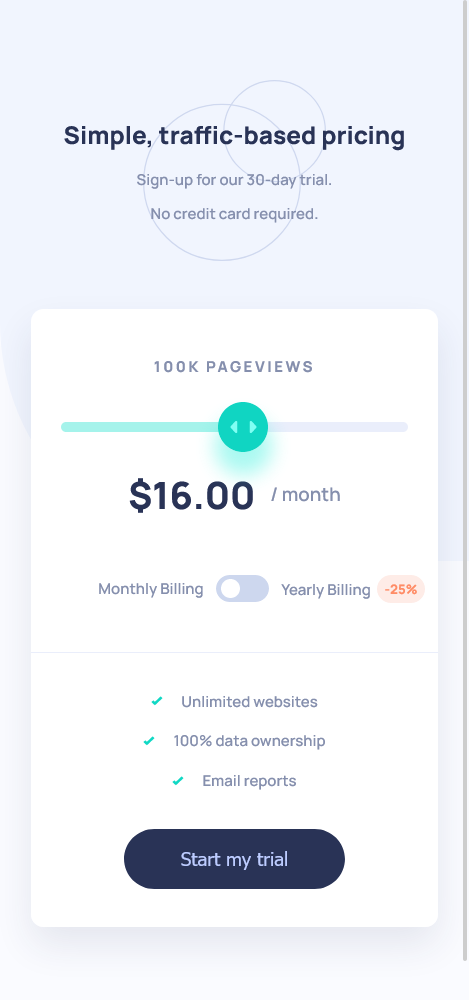 Simple, traffic-based pricing
Sign-up for our 30-day trial.
No credit card required.
100K PAGEVIEWS
$16.00 / month
Monthly Billing Yearly Billing -25%
Unlimited websites
100% data ownership
Email reports
Start my trial